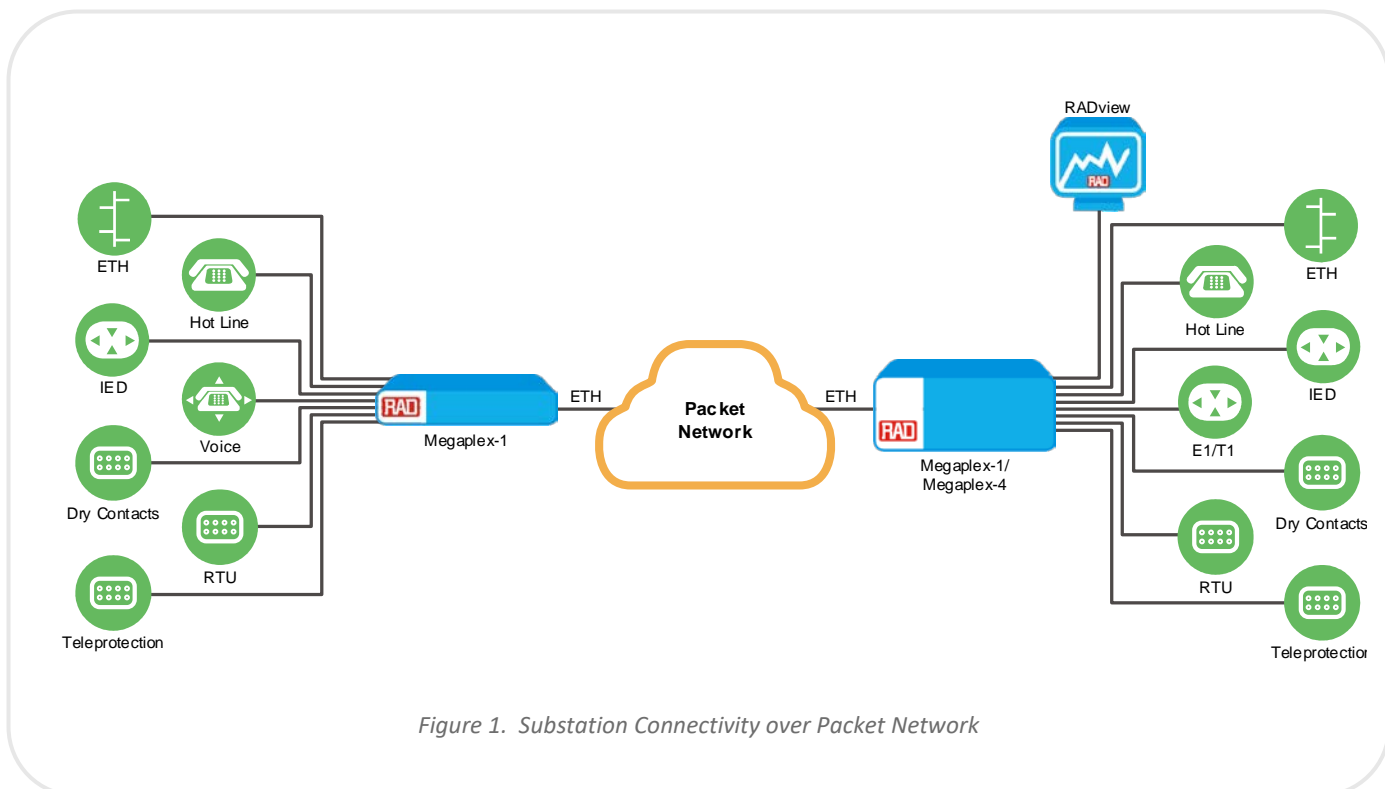 RADview
RAD
ETH
Hot Line
IED
Voice
Dry Contacts
RTU
Teleprotection
RAD
Megaplex-1
ETH
Packet
Network
ETH
RAD
Megaplex-1/
Megaplex-4
ETH
Hot Line
IED
E1/T1
Dry Contacts
RTU
Teleprotection
Figure 1. Substation Connectivity over Packet Network